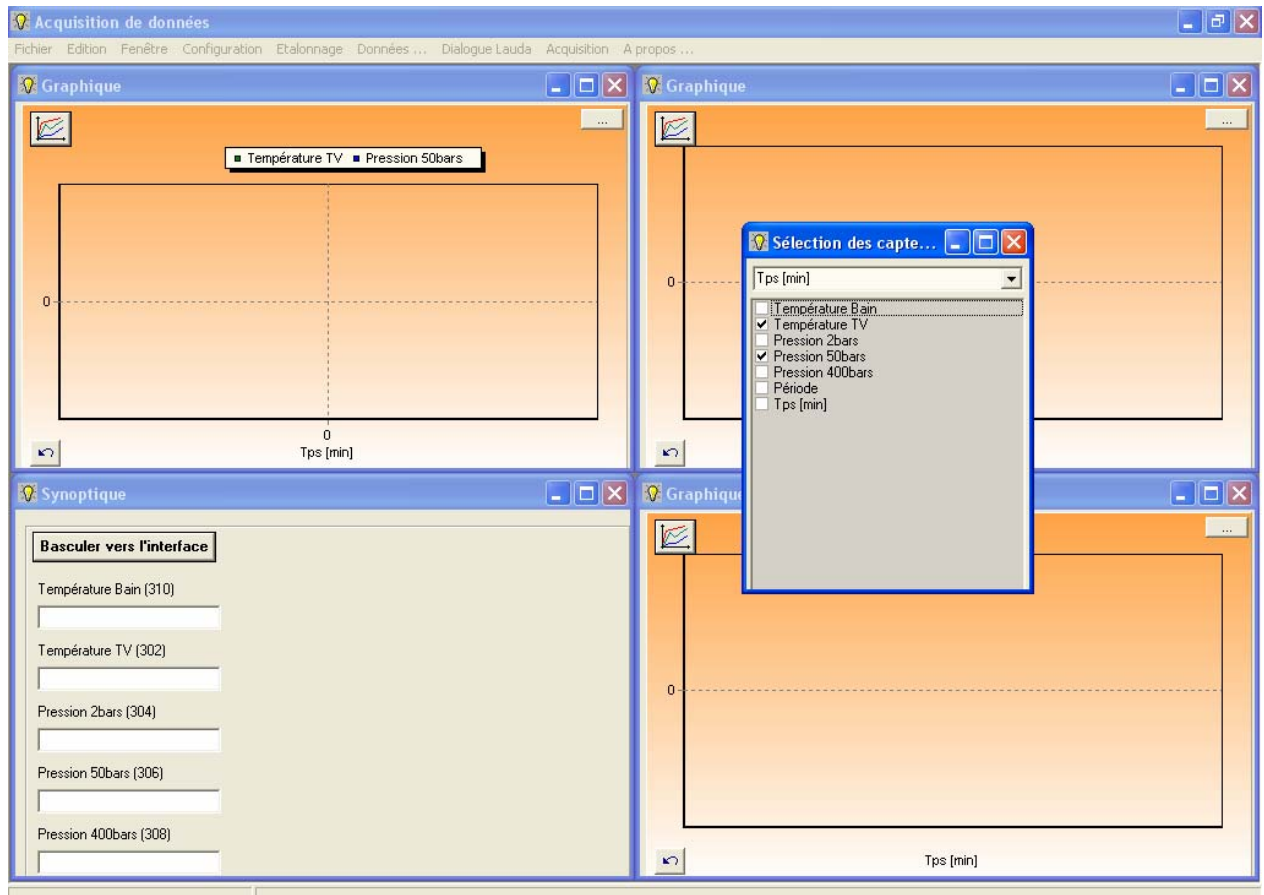 Acquisition de données
Fichier Edition Fenêtre Configuration Etalonnage Données ... Dialogue Lauda Acquisition A propos ...
Graphique
...
Température TV Pression 50bars
0
0
Tps [min]
Graphique
...
0
Sélection des capte...
Tps [min]
Température Bain
Température TV
Pression 2bars
Pression 50bars
Pression 400bars
Période
Tps [min]
Synoptique
Basculer vers l'interface
Température Bain (310)
Température TV (302)
Pression 2bars (304)
Pression 50bars (306)
Pression 400bars (308)
Graphique
...
0
Tps [min]